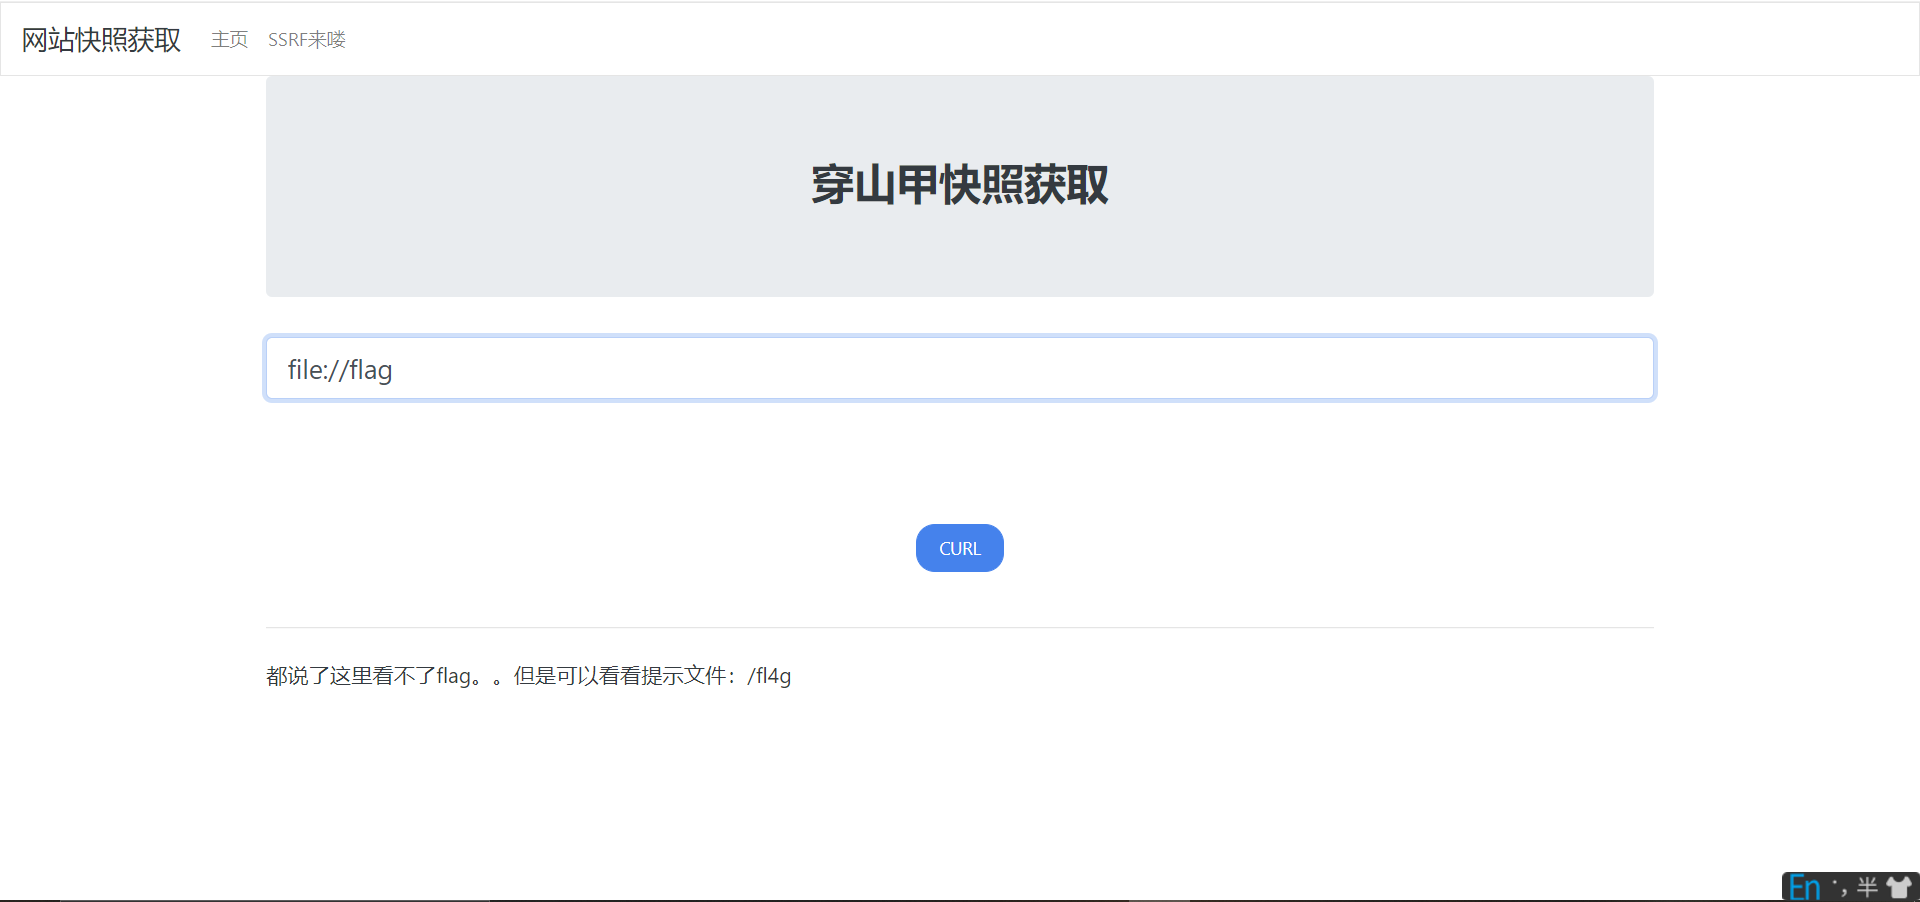 网站快照获取 主页 SSRF来喽
穿山甲快照获取
file://flag
CURL
都说了这里看不了flag。。但是可以看看提示文件：/fl4g
En ·, 半